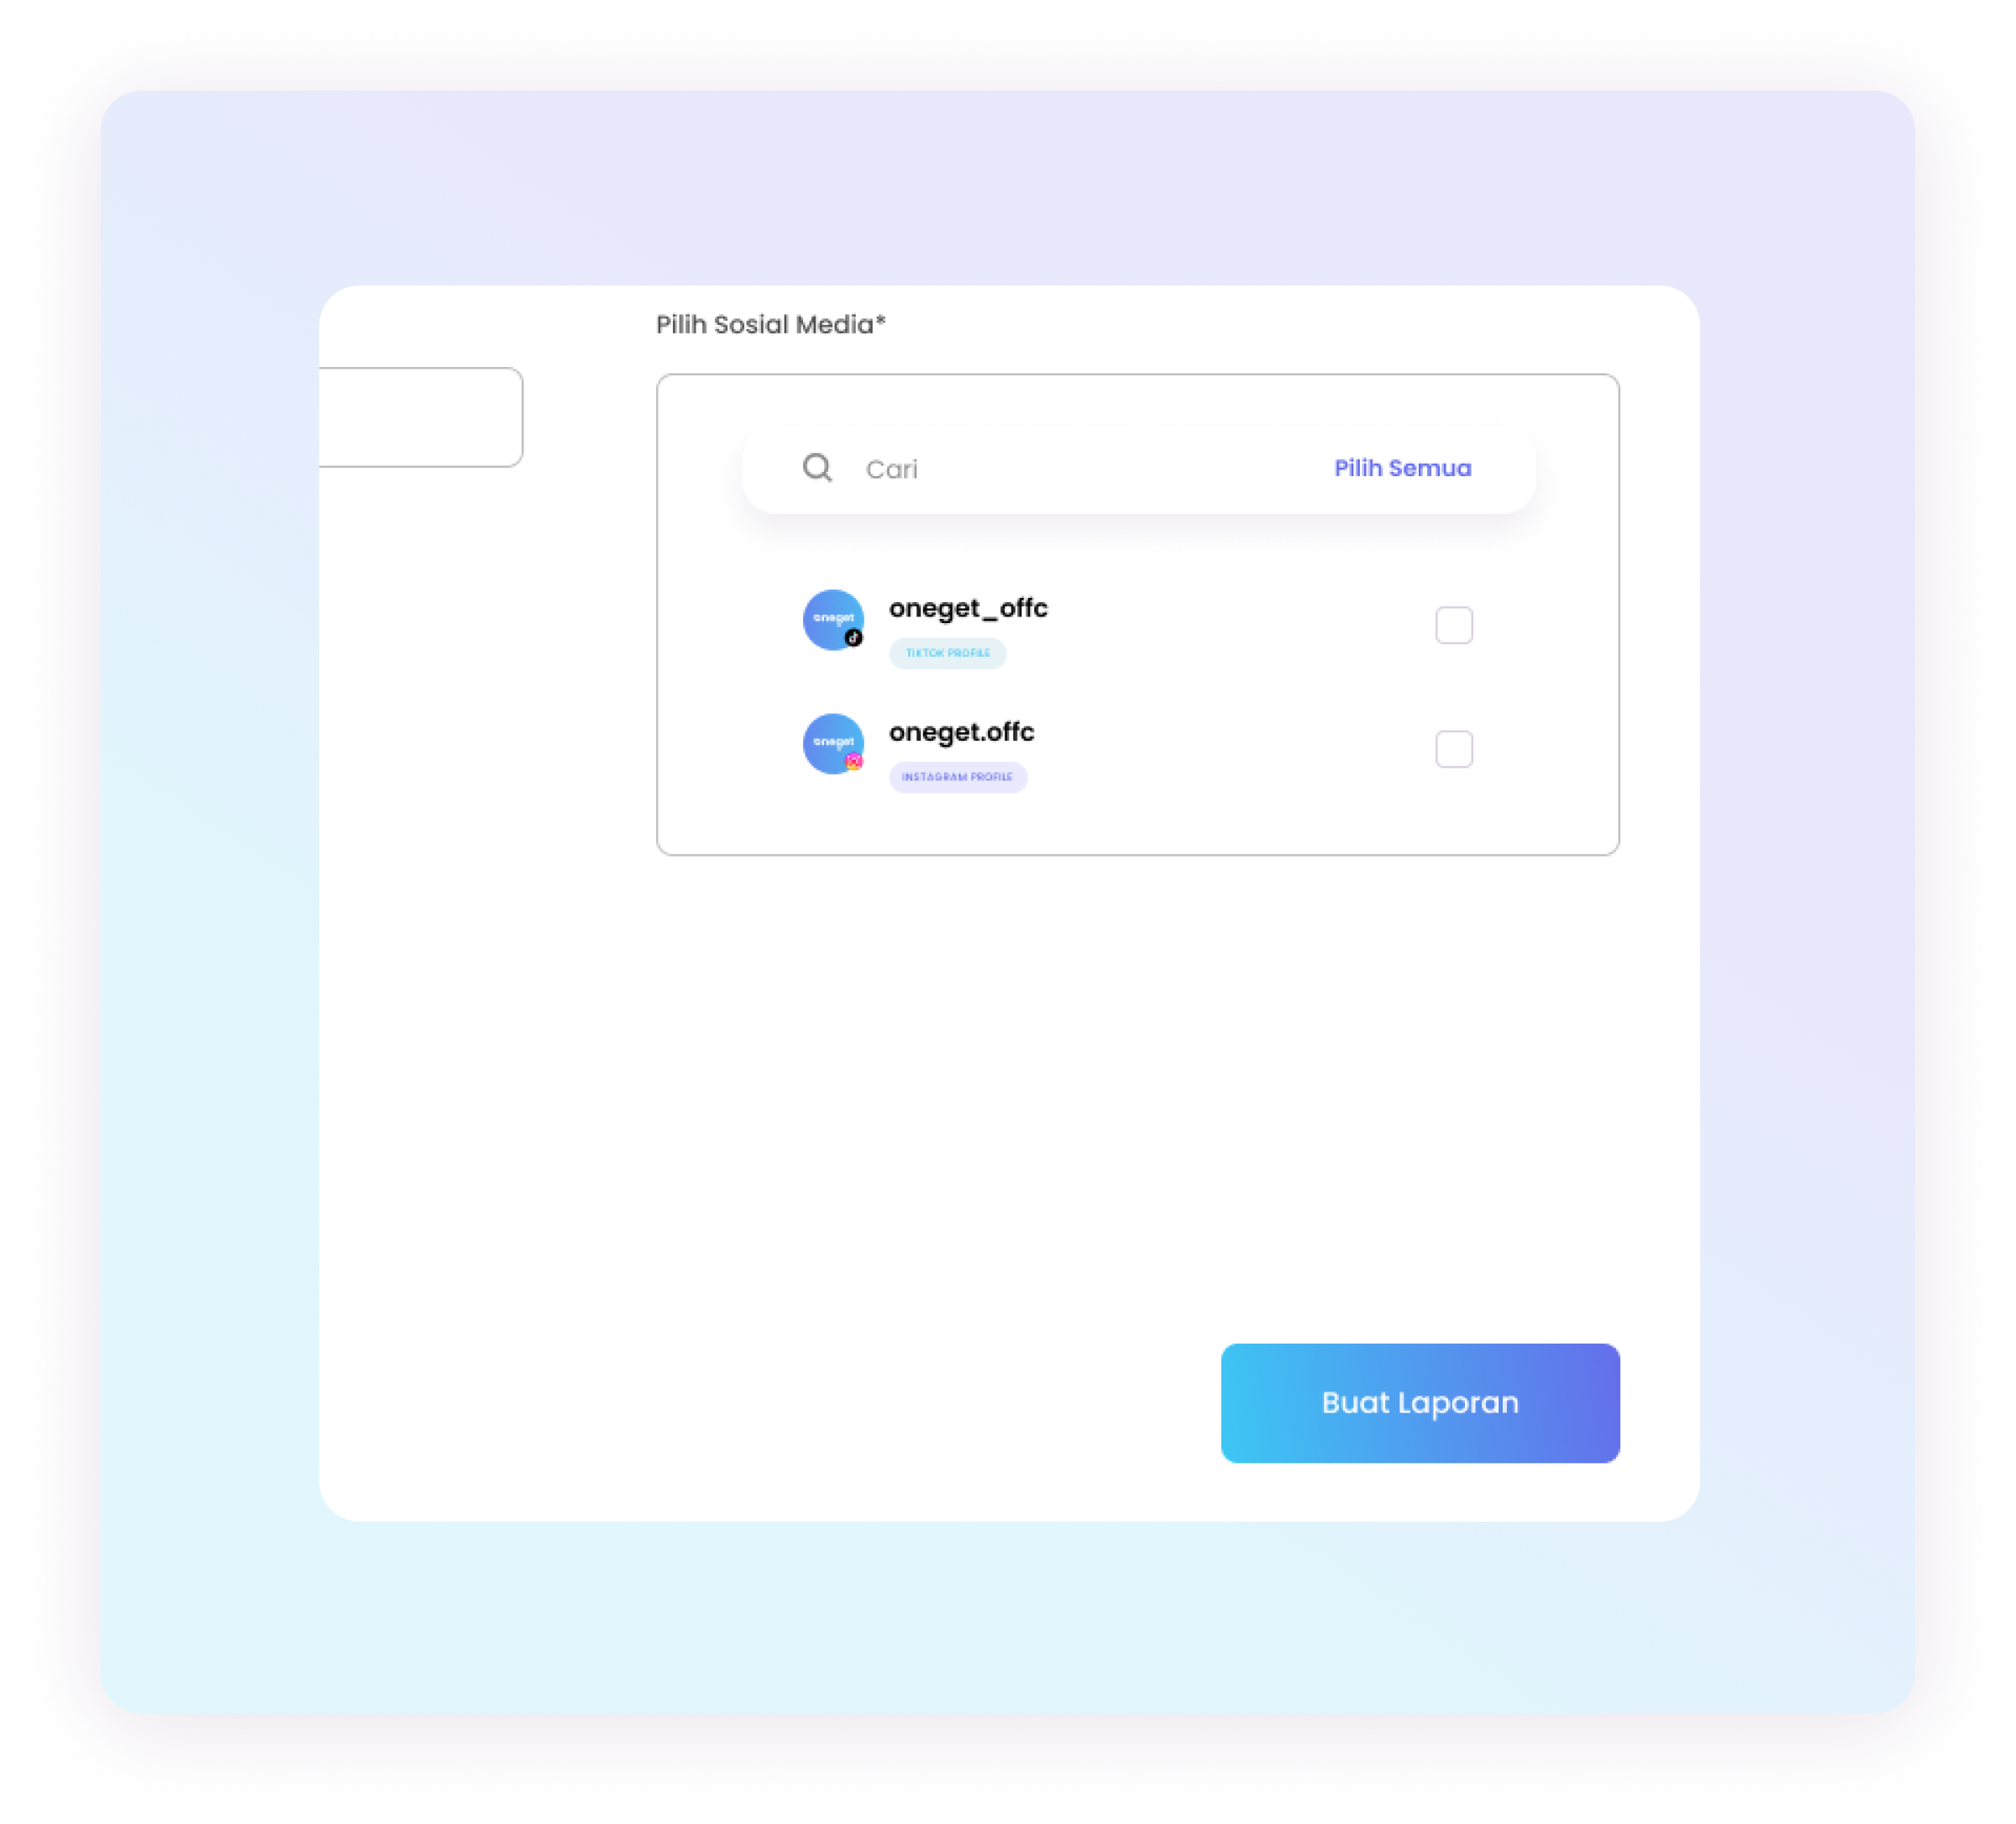 Pilih Sosial Media*
Cari
Pilih Semua
oneget
oneget_offc
TIKTOK PROFILE
oneget
oneget.offc
INSTAGRAM PROFILE
Buat Laporan